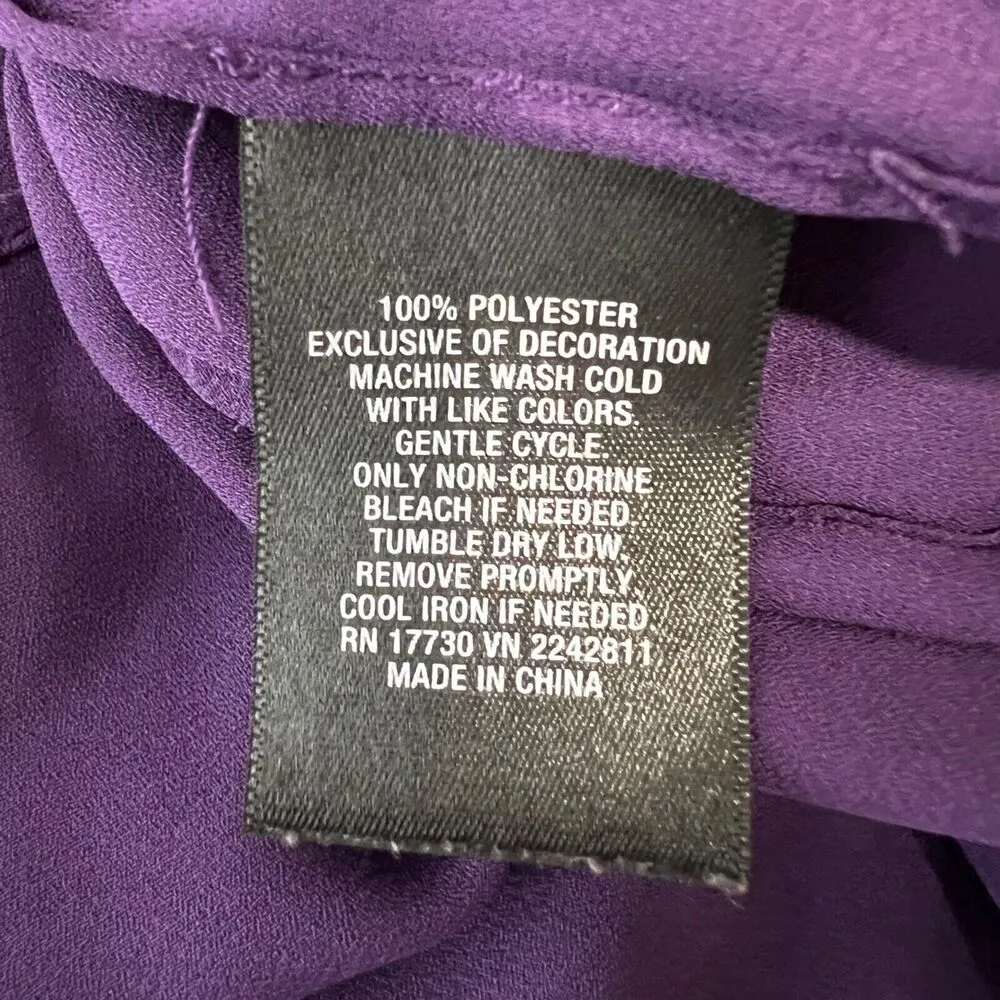 100% POLYESTER
EXCLUSIVE OF DECORATION
MACHINE WASH COLD
WITH LIKE COLORS.
GENTLE CYCLE.
ONLY NON-CHLORINE
BLEACH IF NEEDED.
TUMBLE DRY LOW.
REMOVE PROMPTLY.
COOL IRON IF NEEDED
RN 17730 VN 2242811
MADE IN CHINA